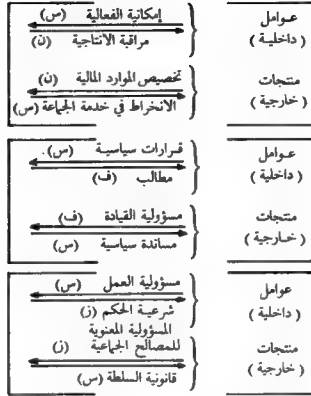 عوامل
(داخلية)
إمكانية الفعالية (س)
مراقبة الانتاجية (ن)
منتجات
(خارجية)
تخصيص الموارد المالية (ن)
الانخراط في خدمة الجماعة (س)
عوامل
(داخلية)
قرارات سياسية (س).
مطالب (ف)
منتجات
(خارجية)
مسؤولية القيادة (ف)
مساندة سياسية (س)
عوامل
(داخلية)
مسؤولية العمل (س)
شرعية الحكم (ز)
منتجات
(خارجية)
المسؤولية المعنوية
للمصالح الجماعية (ز)
قانونية السلطة (س)